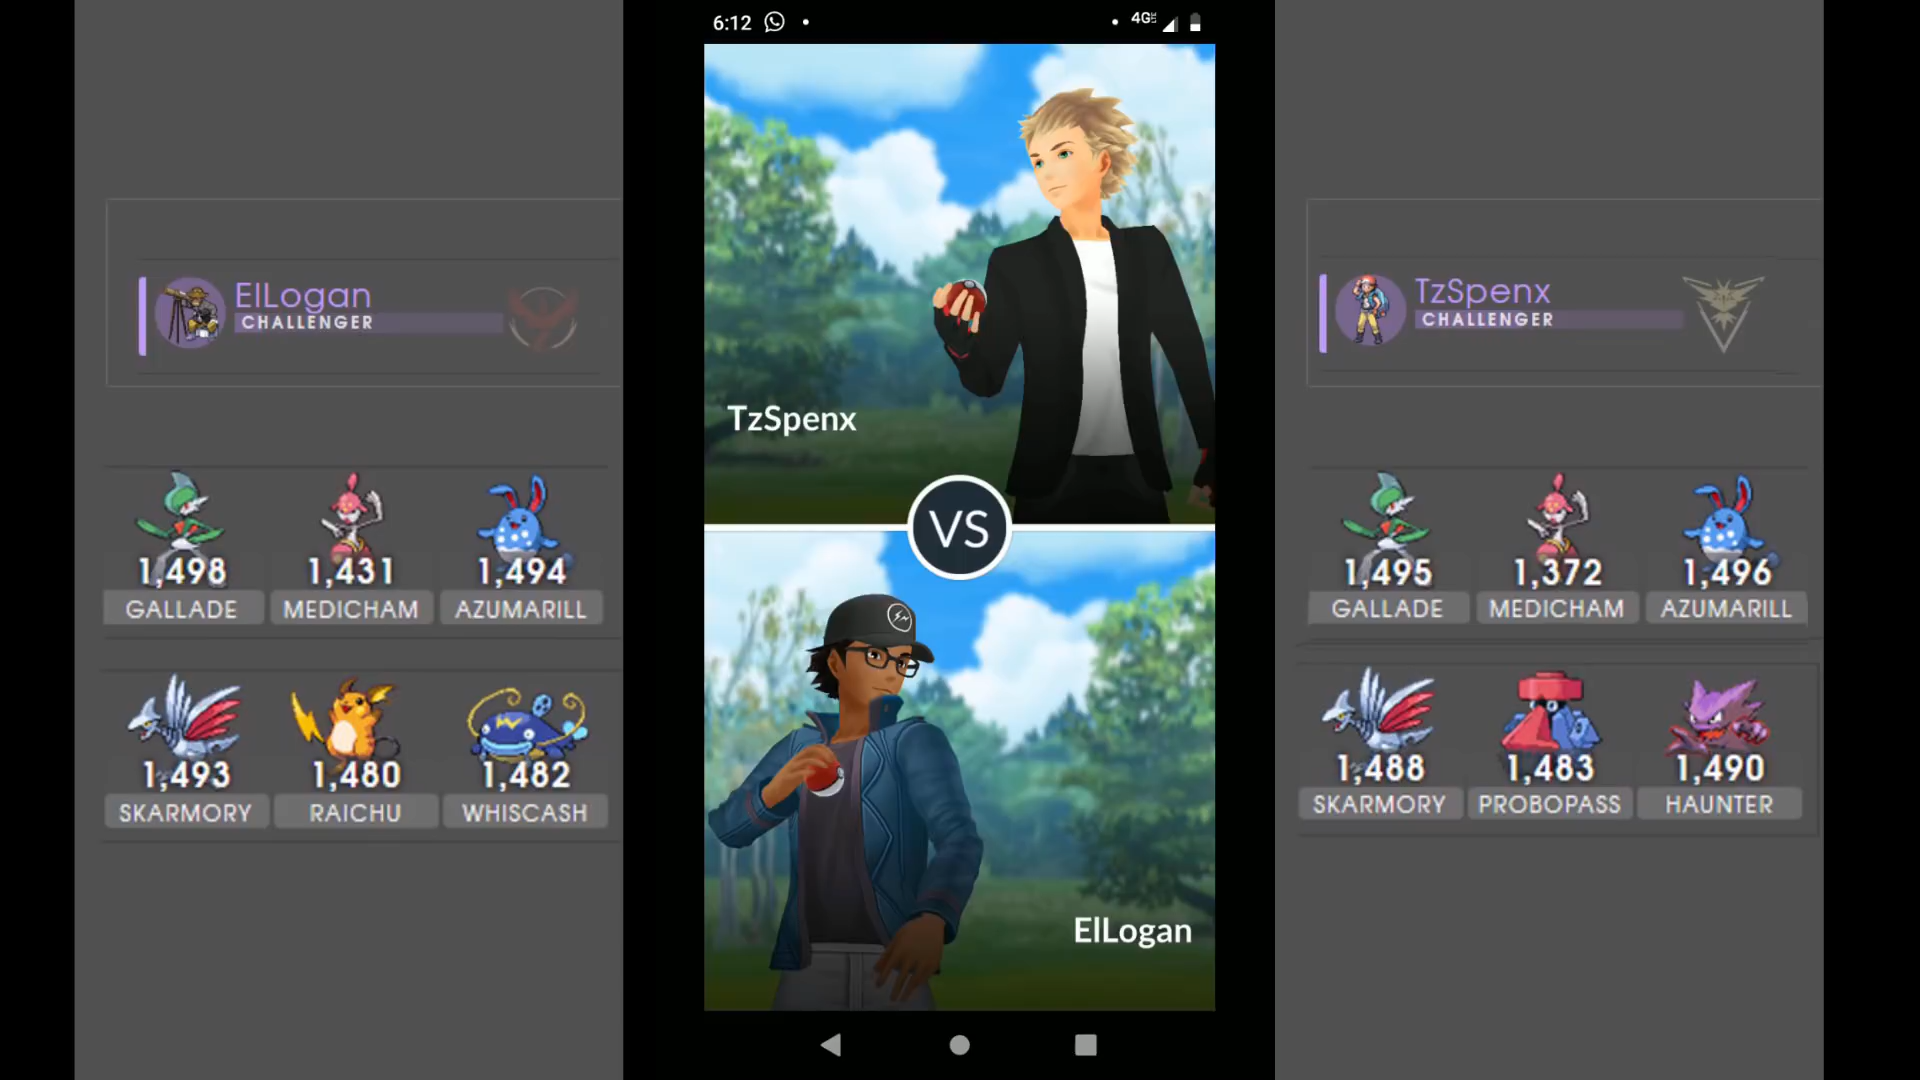 6:12
4G LTE
ElLogan
CHALLENGER
1,498 1,431 1,494
GALLADE MEDICHAM AZUMARILL
1,493 1,480 1,482
SKARMORY RAICHU WHISCASH
TzSpenx
VS
ElLogan
TzSpenx
CHALLENGER
1,495 1,372 1,496
GALLADE MEDICHAM AZUMARILL
1,488 1,483 1,490
SKARMORY PROBOPASS HAUNTER